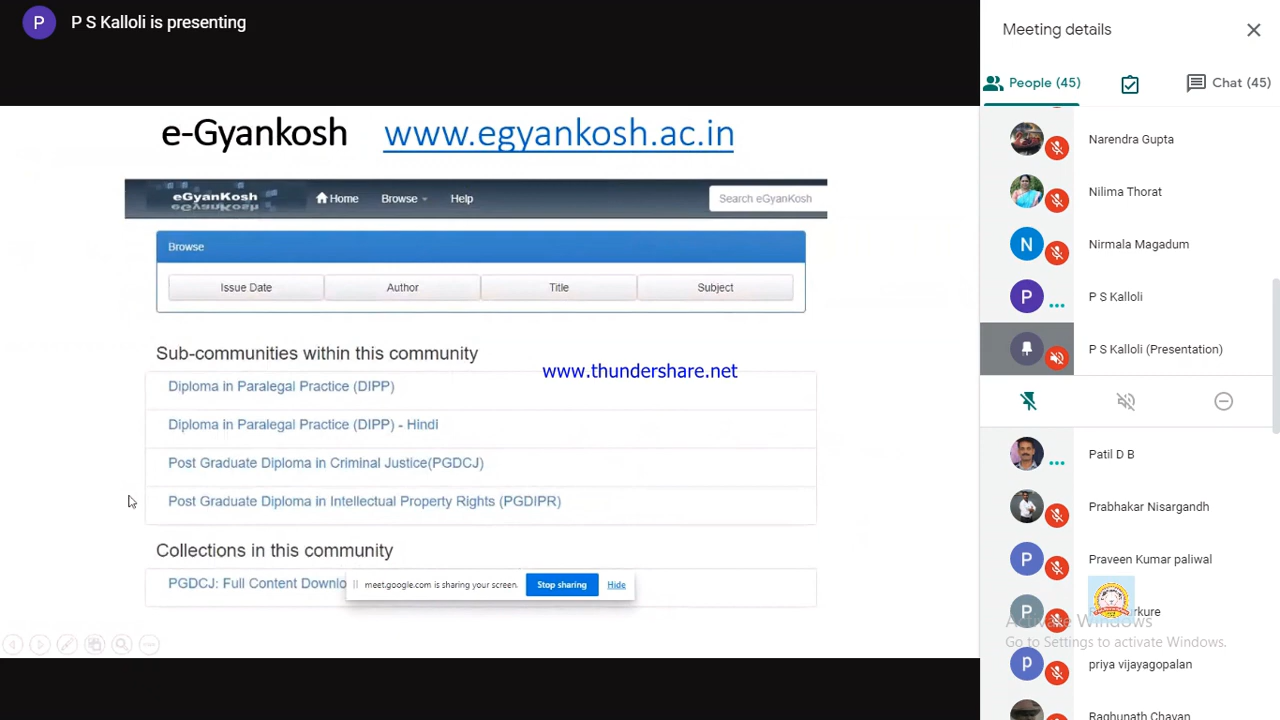 P
P S Kalloli is presenting
e-Gyankosh www.egyankosh.ac.in
eGyanKosh
Home Browse Help
Search eGyanKosh
Browse
Issue Date Author Title Subject
Sub-communities within this community
www.thundershare.net
Diploma in Paralegal Practice (DIPP)
Diploma in Paralegal Practice (DIPP) - Hindi
Post Graduate Diploma in Criminal Justice(PGDCJ)
Post Graduate Diploma in Intellectual Property Rights (PGDIPR)
Collections in this community
PGDCJ: Full Content
meet.google.com is sharing your screen. Stop sharing Hide
Meeting details
People (45) Chat (45)
Narendra Gupta
Nilima Thorat
N Nirmala Magadum
P P S Kalloli
P S Kalloli (Presentation)
Patil D B
Prabhakar Nisargandh
P Praveen Kumar paliwal
P
Activate Windows
Go to Settings to activate Windows.
p priya vijayagopalan
Raghunath Chavan